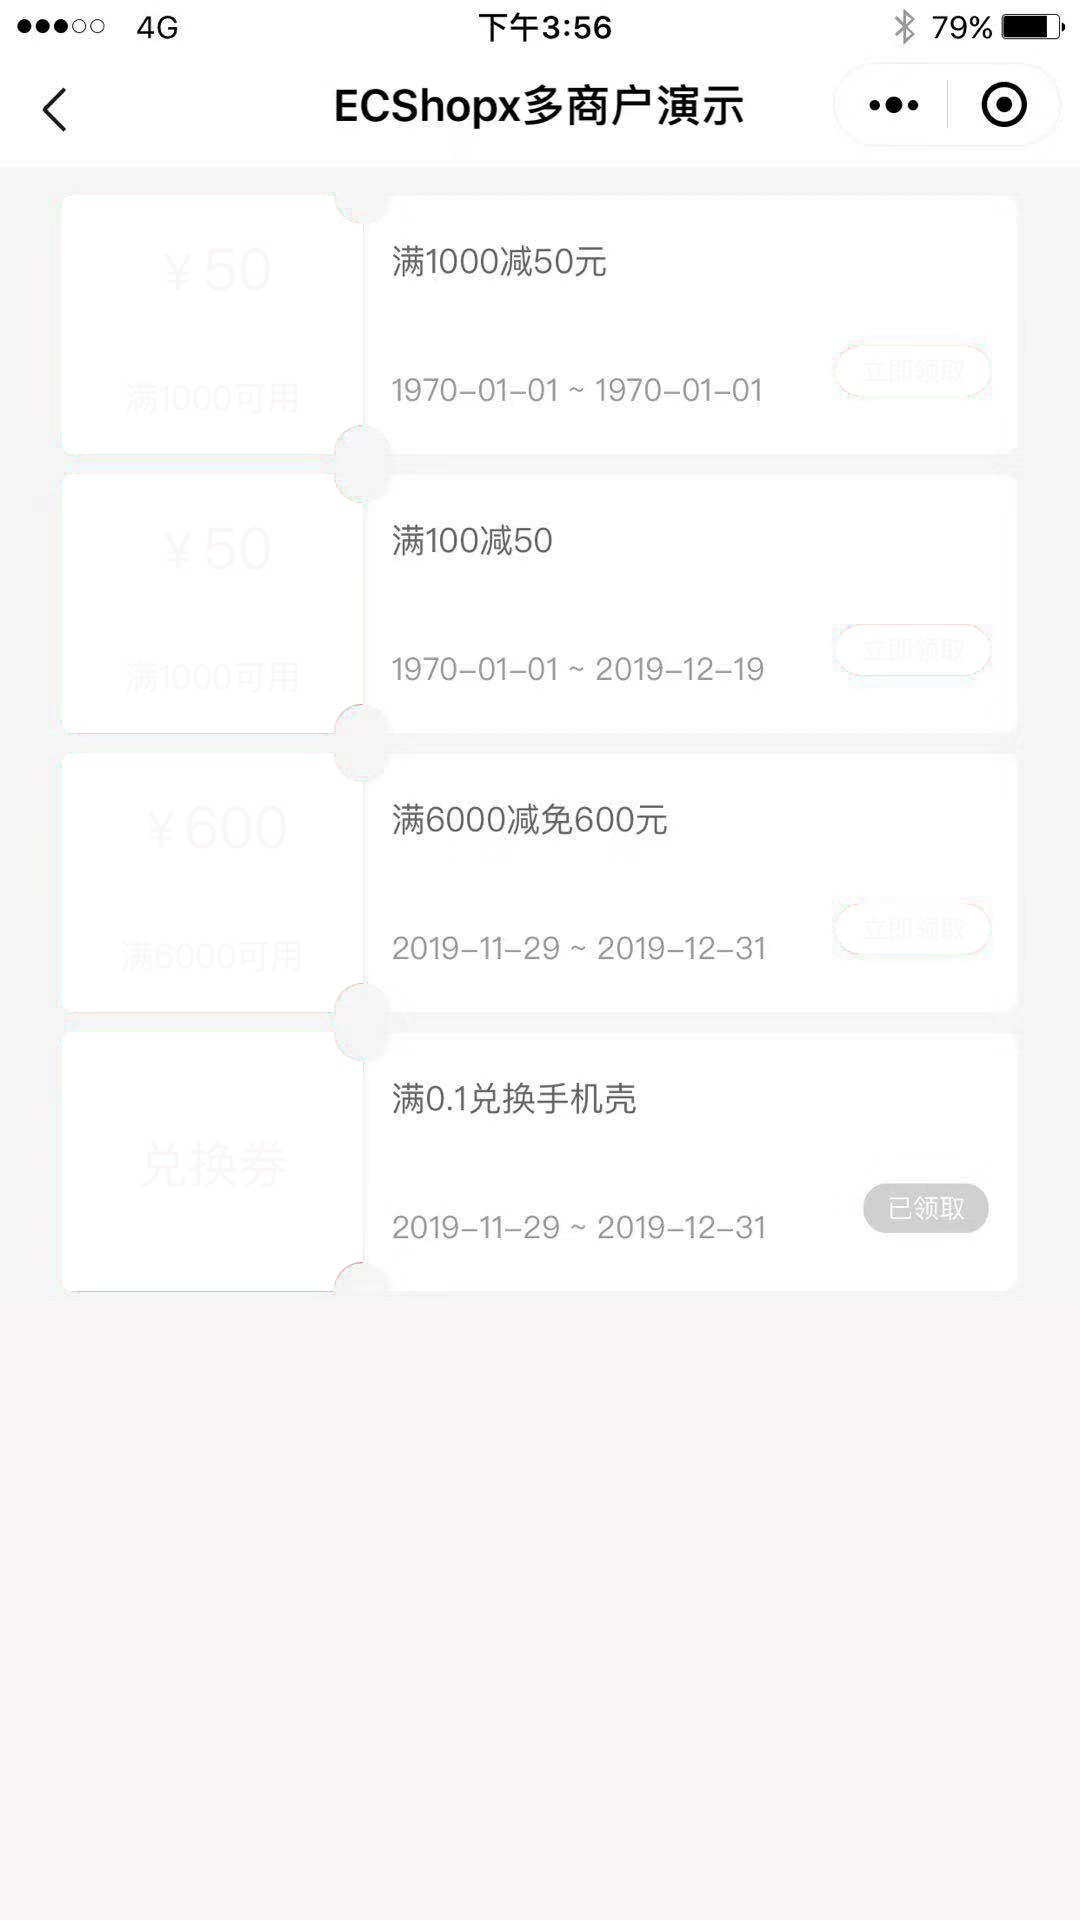 4G 下午3:56 79%
ECShopx多商户演示
¥50
满1000减50元
满1000可用
1970-01-01 ~ 1970-01-01
立即领取
¥50
满100减50
满1000可用
1970-01-01 ~ 2019-12-19
立即领取
¥600
满6000减免600元
满6000可用
2019-11-29 ~ 2019-12-31
立即领取
兑换券
满0.1兑换手机壳
2019-11-29 ~ 2019-12-31
已领取